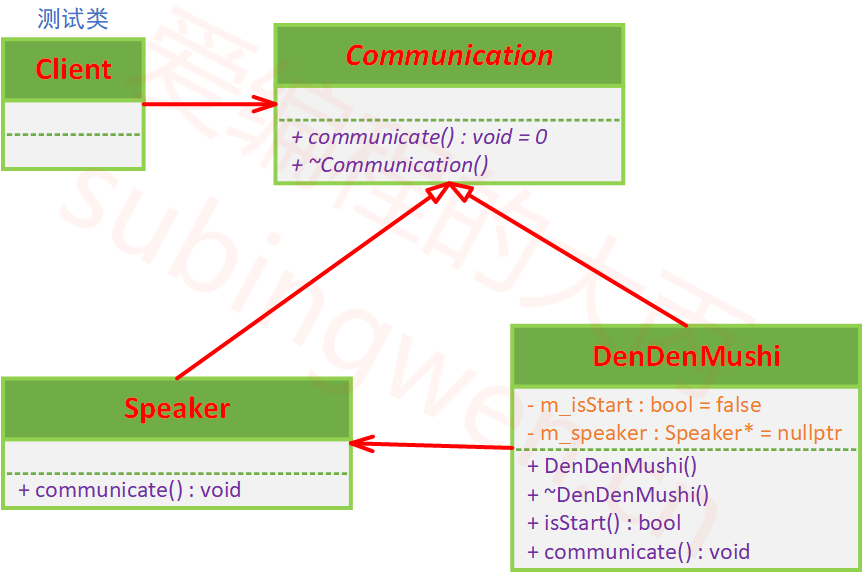 测试类
Client
Communication
+ communicate() : void = 0
+ ~Communication()
Speaker
+ communicate() : void
DenDenMushi
- m_isStart : bool = false
- m_speaker : Speaker* = nullptr
+ DenDenMushi()
+ ~DenDenMushi()
+ isStart() : bool
+ communicate() : void
爱编程的大丙
subingwen.cn